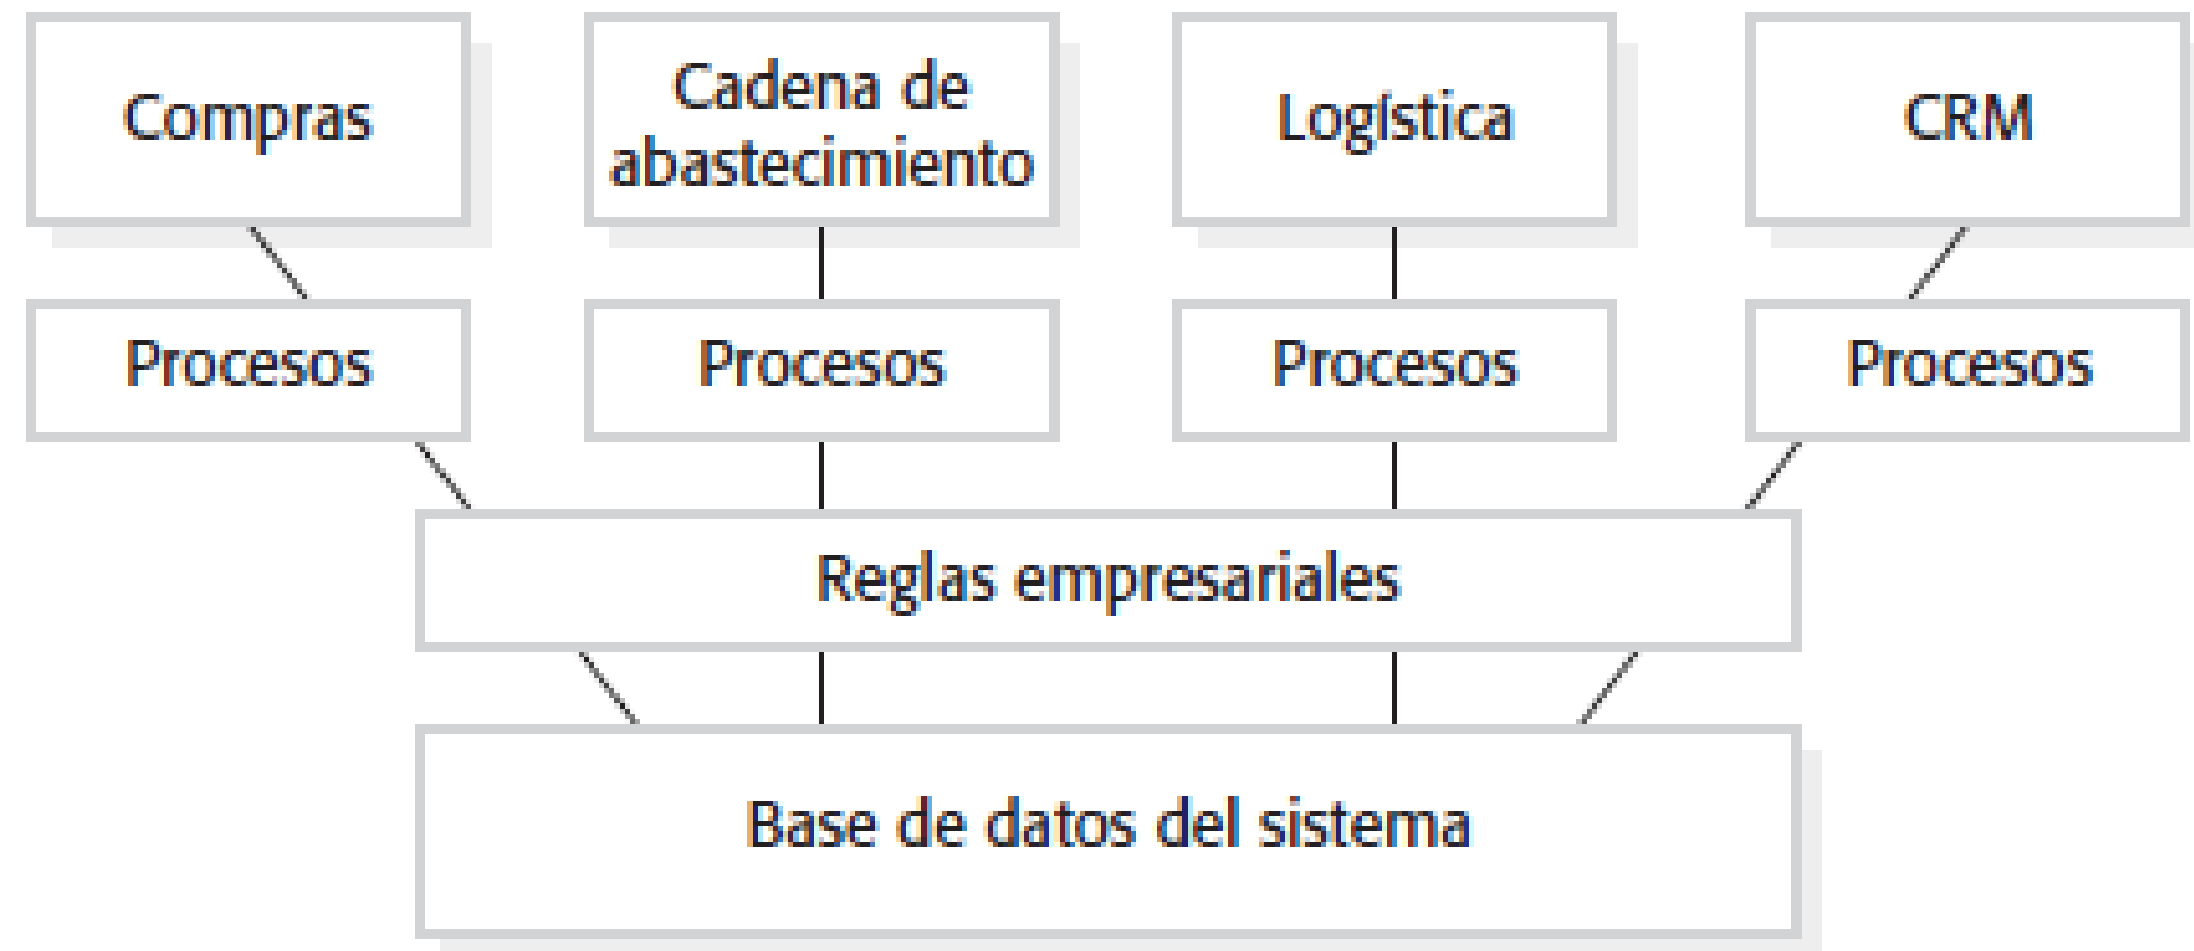 Compras
Cadena de
abastecimiento
Logística
CRM
Procesos
Procesos
Procesos
Procesos
Reglas empresariales
Base de datos del sistema